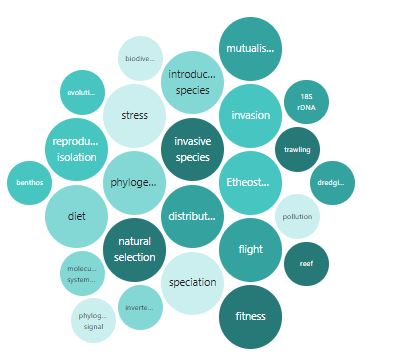 mutualis...
biodive...
introduc...
species
evoluti...
stress
invasion
18S
rDNA
reprodu...
isolation
invasive
species
trawling
benthos
phyloge...
Etheost...
dredgi...
diet
distribut...
pollution
natural
selection
flight
reef
molecu...
system...
speciation
phylog...
signal
inverte...
fitness